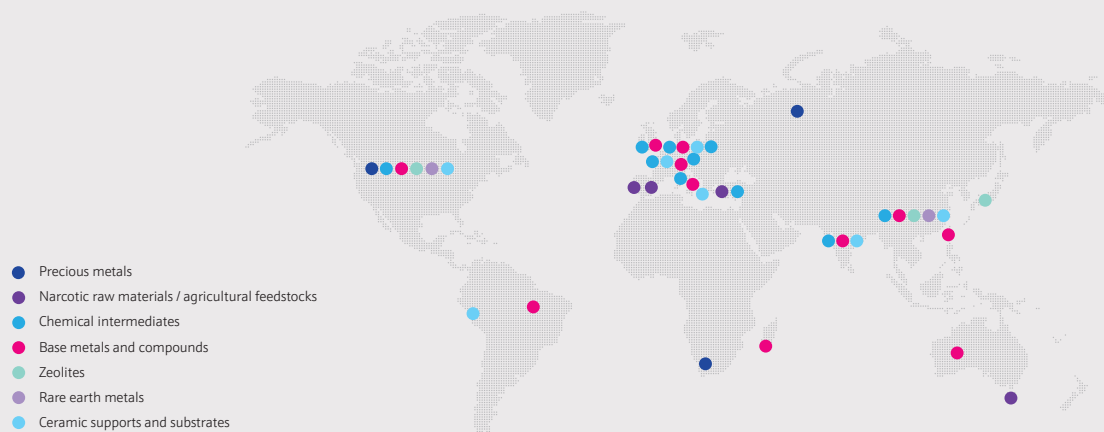 Precious metals
Narcotic raw materials / agricultural feedstocks
Chemical intermediates
Base metals and compounds
Zeolites
Rare earth metals
Ceramic supports and substrates